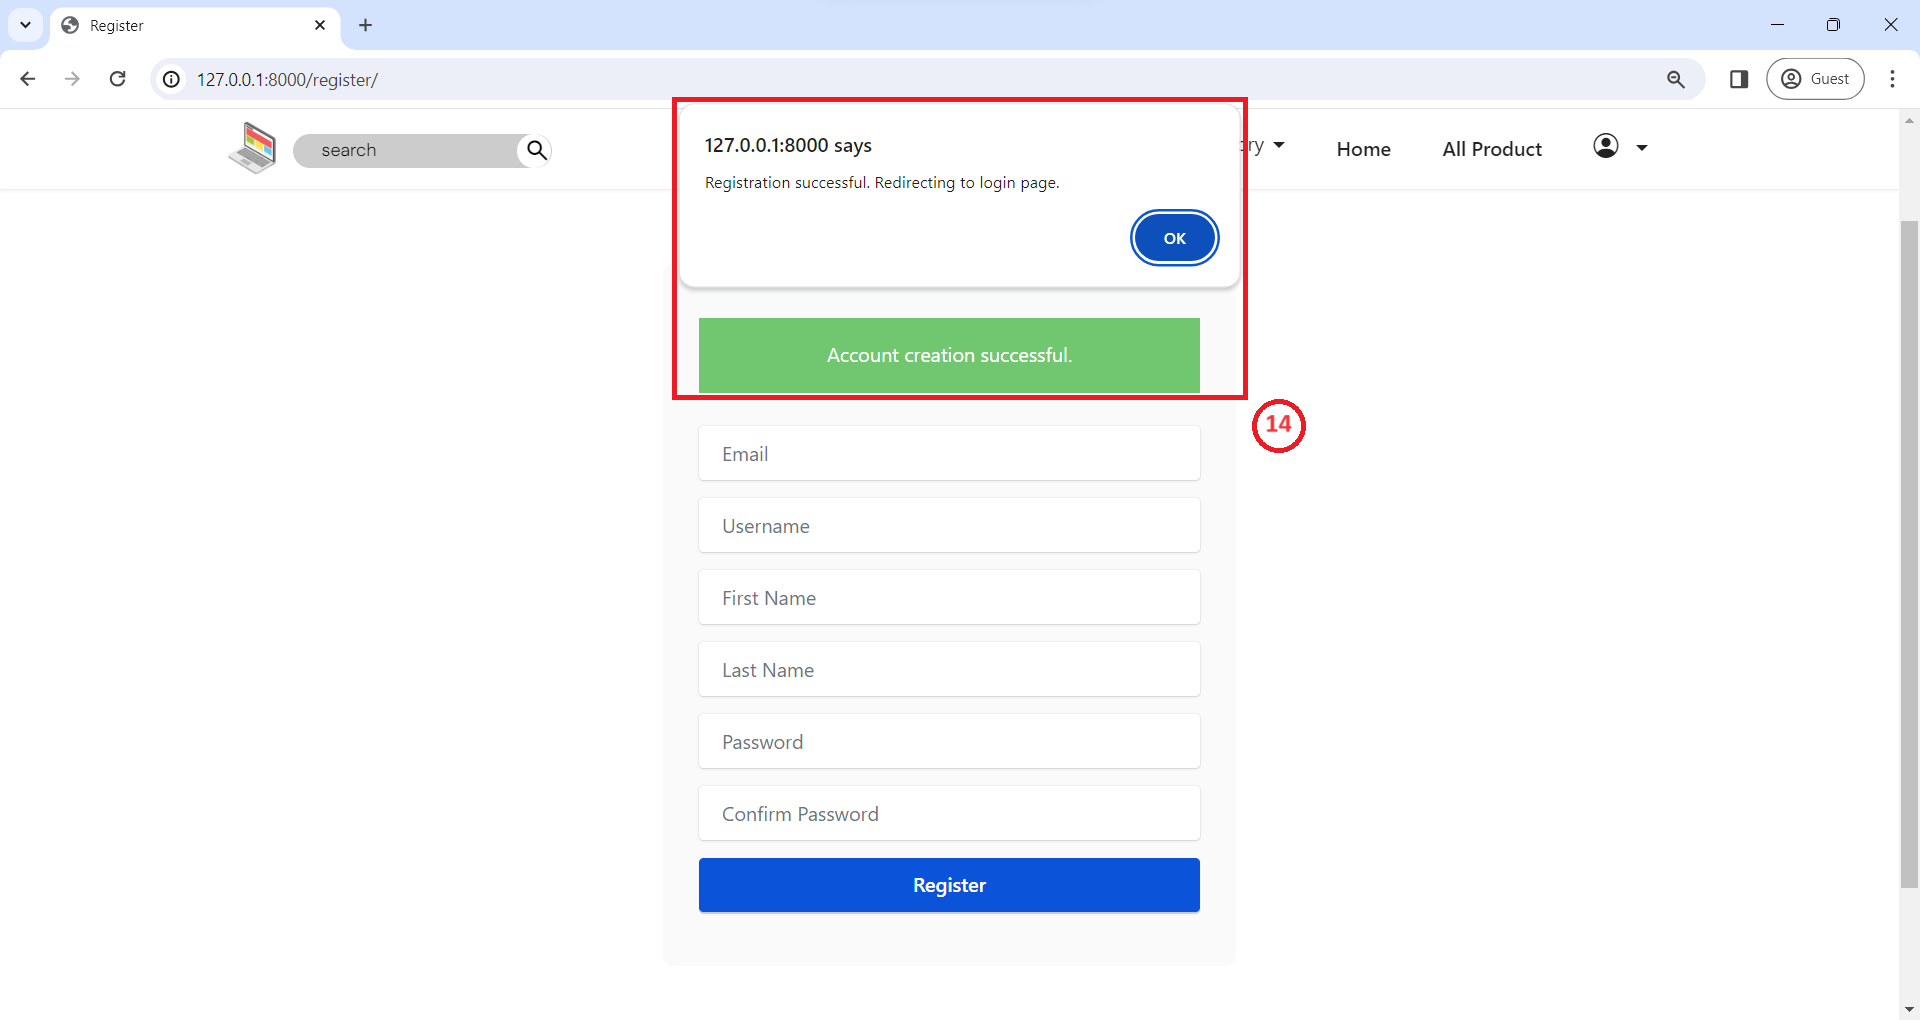 Register
127.0.0.1:8000/register/
Guest
search
ry
Home
All Product
127.0.0.1:8000 says
Registration successful. Redirecting to login page.
OK
Account creation successful.
14
Email
Username
First Name
Last Name
Password
Confirm Password
Register